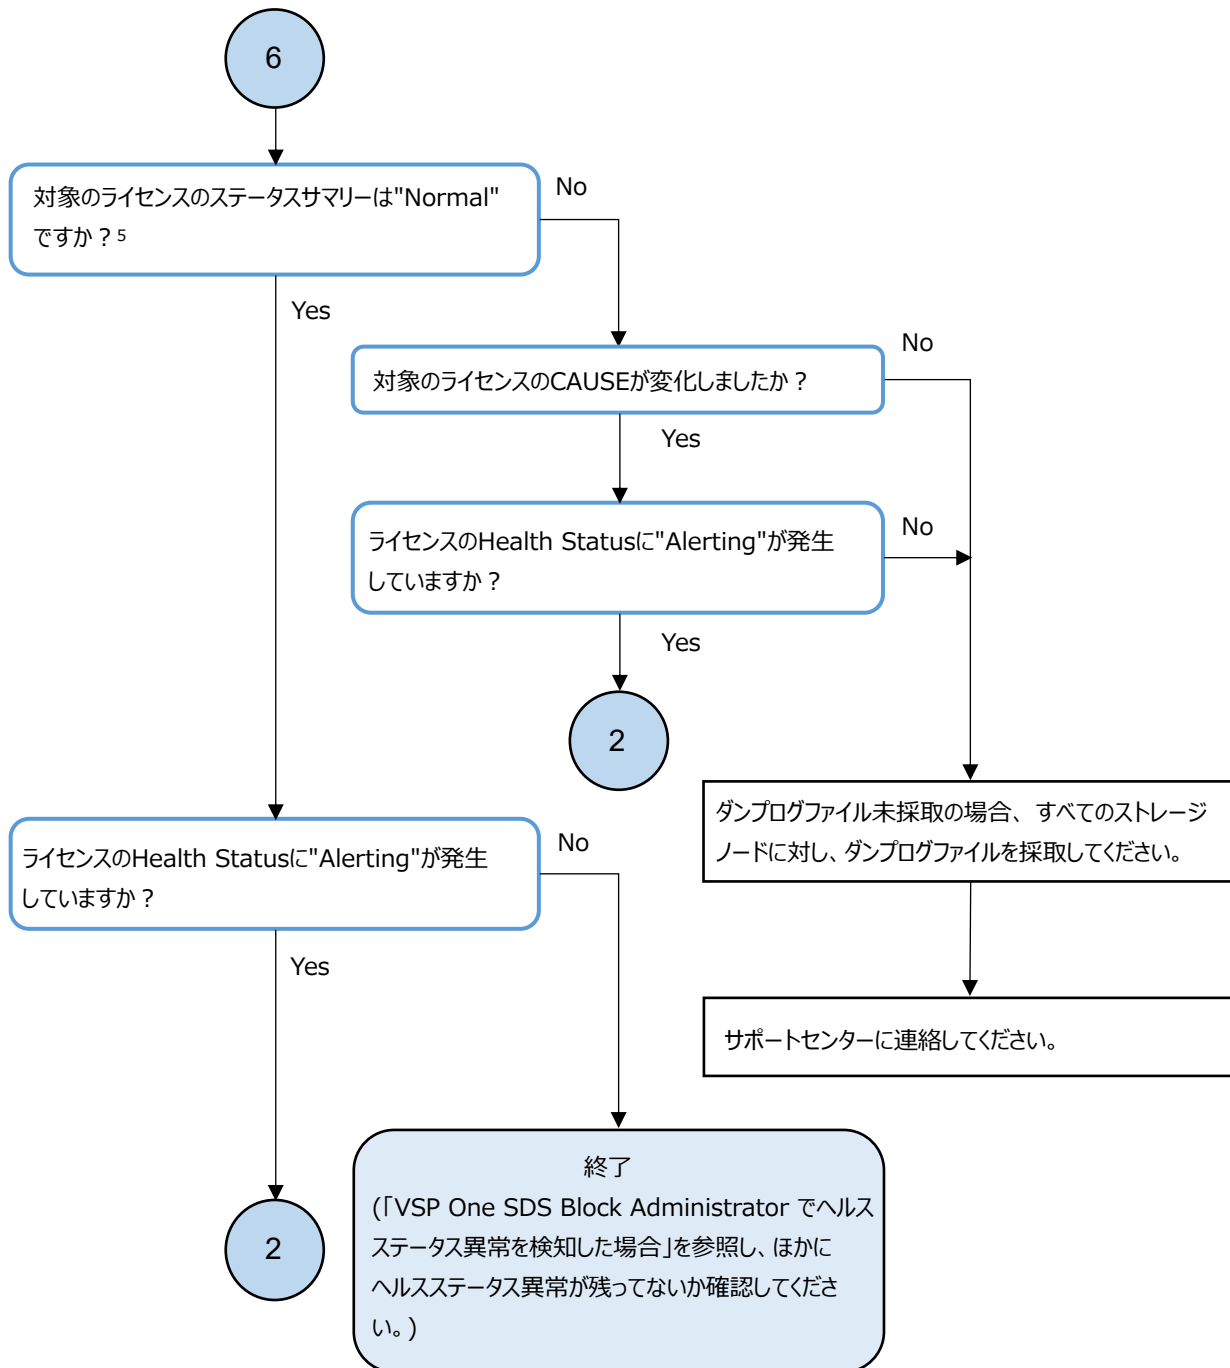 6
対象のライセンスのステータスサマリーは"Normal"
ですか？5
No
Yes
対象のライセンスのCAUSEが変化しましたか？
No
Yes
ライセンスのHealth Statusに"Alerting"が発生
していますか？
No
Yes
2
ダンプログファイル未採取の場合、すべてのストレージ
ノードに対し、ダンプログファイルを採取してください。
ライセンスのHealth Statusに"Alerting"が発生
していますか？
No
Yes
サポートセンターに連絡してください。
2
終了
(「VSP One SDS Block Administrator でヘルス
ステータス異常を検知した場合」を参照し、ほかに
ヘルスステータス異常が残ってないか確認してくださ
い。)